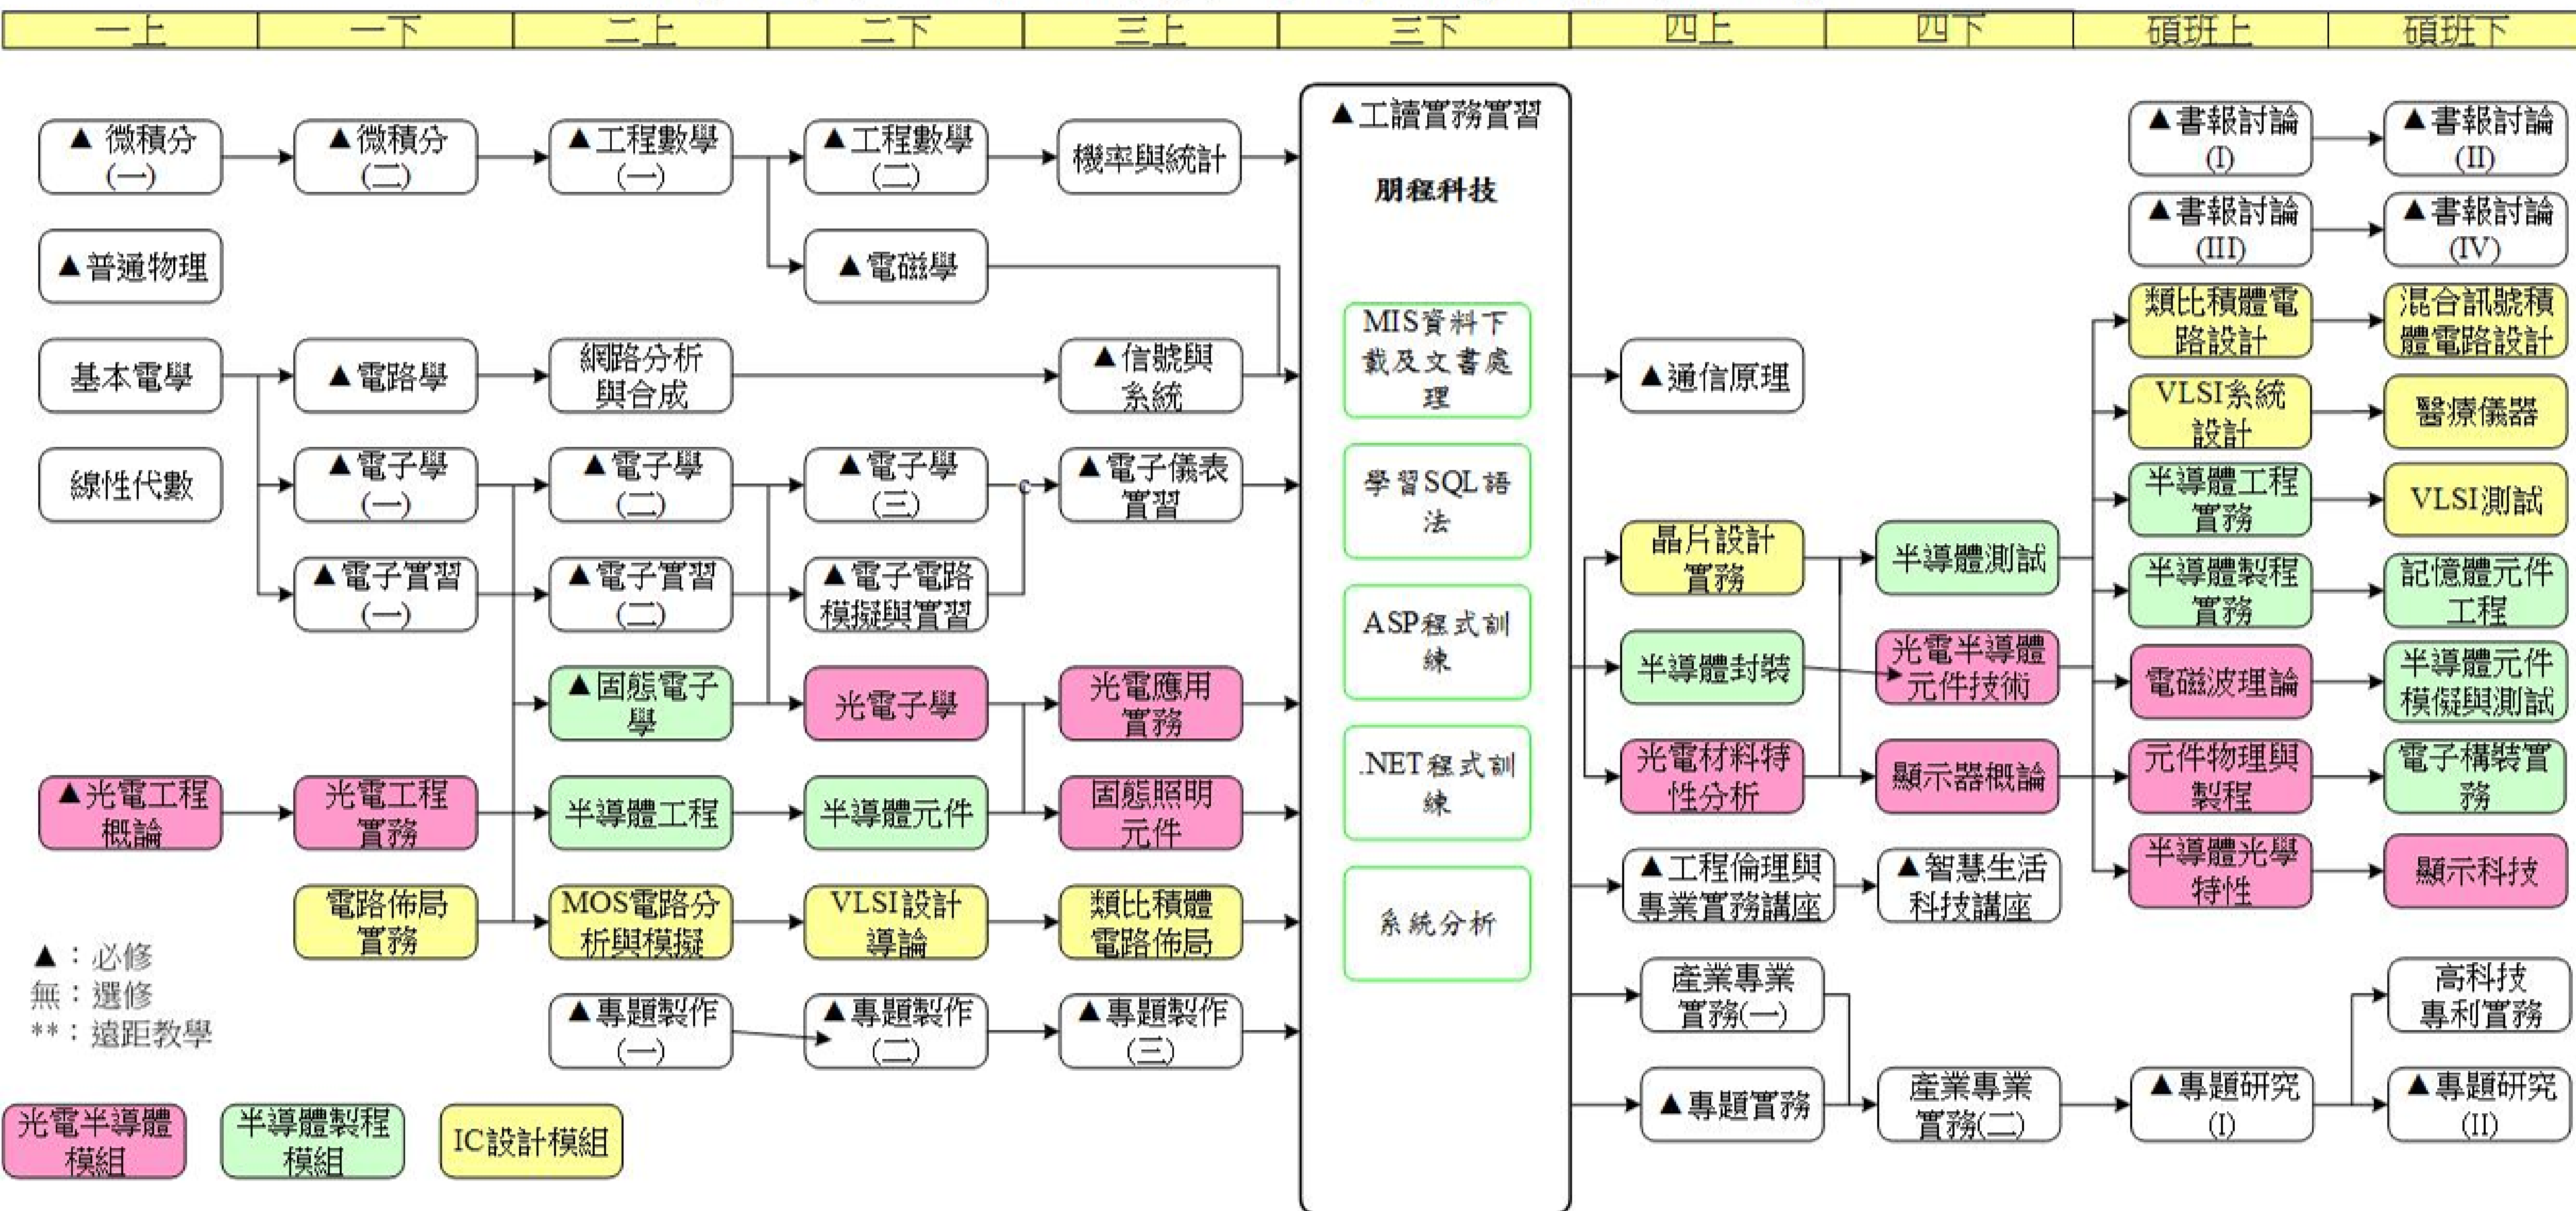 一上
一下
二上
二下
三上
三下
四上
四下
碩班上
碩班下
▲ 微積分
(一)
▲微積分
(二)
▲工程數學
(一)
▲工程數學
(二)
機率與統計
▲工讀實務實習
朋程科技
▲書報討論
(I)
▲書報討論
(II)
▲普通物理
▲電磁學
▲書報討論
(III)
▲書報討論
(IV)
基本電學
▲電路學
網路分析
與合成
▲信號與
系統
MIS資料下
載及文書處
理
▲通信原理
類比積體電
路設計
混合訊號積
體電路設計
VLSI系統
設計
醫療儀器
線性代數
▲電子學
(一)
▲電子學
(二)
▲電子學
(三)
c
▲電子儀表
實習
學習SQL語
法
半導體工程
實務
VLSI測試
▲電子實習
(一)
▲電子實習
(二)
▲電子電路
模擬與實習
ASP程式訓
練
晶片設計
實務
半導體測試
半導體製程
實務
記憶體元件
工程
▲固態電子
學
光電子學
光電應用
實務
半導體封裝
光電半導體
元件技術
電磁波理論
半導體元件
模擬與測試
▲光電工程
概論
光電工程
實務
半導體工程
半導體元件
固態照明
元件
.NET程式訓
練
光電材料特
性分析
顯示器概論
元件物理與
製程
電子構裝實
務
電路佈局
實務
MOS電路分
析與模擬
VLSI設計
導論
類比積體
電路佈局
系統分析
▲工程倫理與
專業實務講座
▲智慧生活
科技講座
半導體光學
特性
顯示科技
▲：必修
無：選修
**：遠距教學
▲專題製作
(一)
▲專題製作
(二)
▲專題製作
(三)
產業專業
實務(一)
高科技
專利實務
▲專題實務
產業專業
實務(二)
▲專題研究
(I)
▲專題研究
(II)
光電半導體
模組
半導體製程
模組
IC設計模組